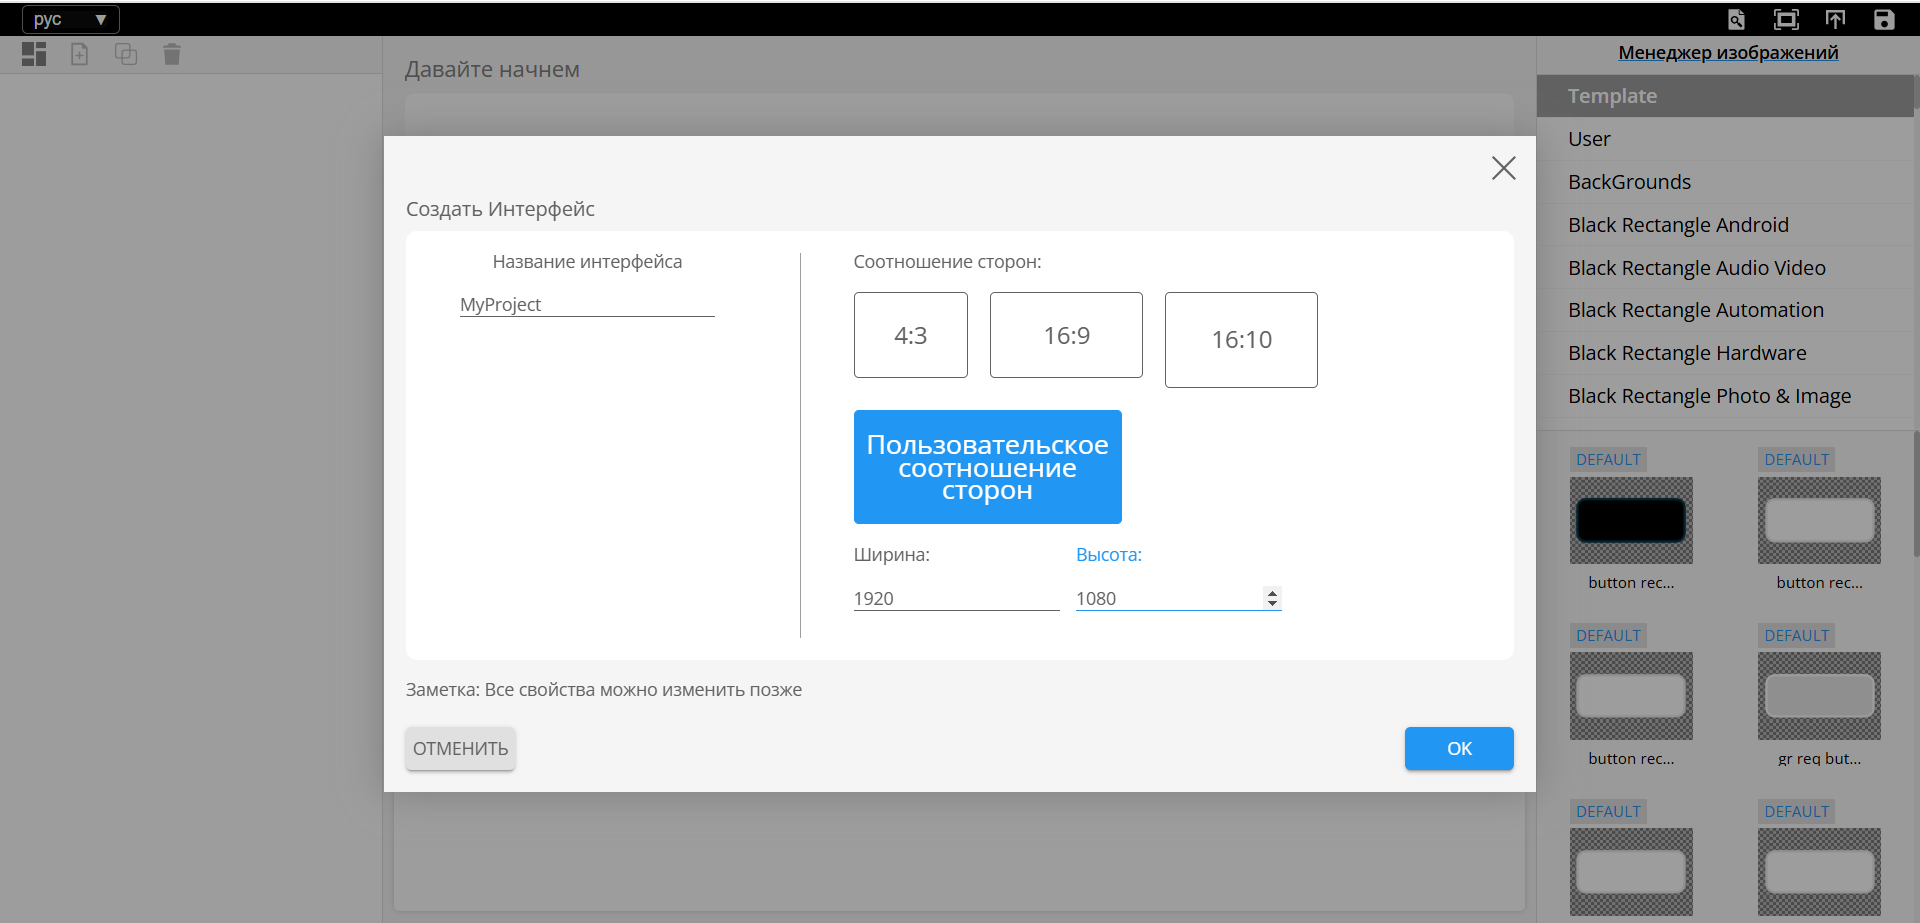 рус
Менеджер изображений
Давайте начнем
Template
User
BackGrounds
Black Rectangle Android
Black Rectangle Audio Video
Black Rectangle Automation
Black Rectangle Hardware
Black Rectangle Photo & Image
Создать Интерфейс
Название интерфейса
MyProject
Соотношение сторон:
4:3
16:9
16:10
Пользовательское
соотношение
сторон
Ширина:
Высота:
1920
1080
Заметка: Все свойства можно изменить позже
ОТМЕНИТЬ
OK
DEFAULT
DEFAULT
button rec...
button rec...
DEFAULT
DEFAULT
button rec...
gr reg but...
DEFAULT
DEFAULT